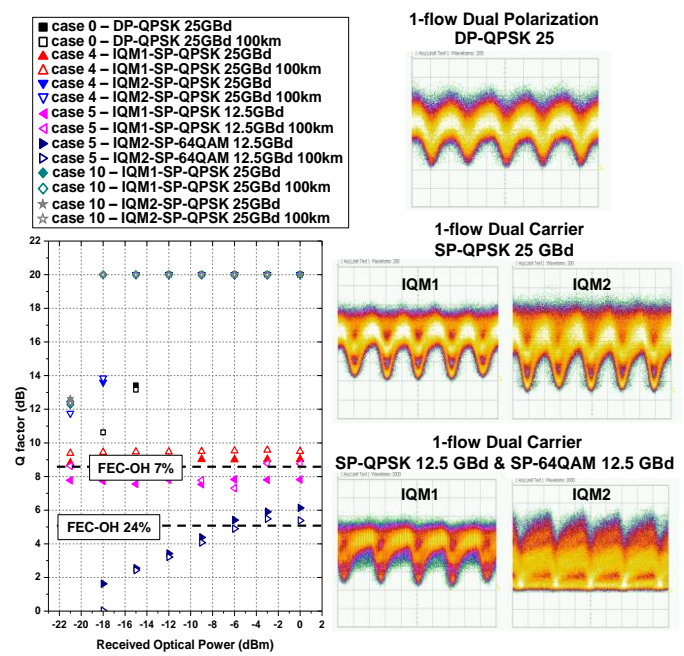 case 0 – DP-QPSK 25GBd
case 0 – DP-QPSK 25GBd 100km
case 4 – IQM1-SP-QPSK 25GBd
case 4 – IQM1-SP-QPSK 25GBd 100km
case 4 – IQM2-SP-QPSK 25GBd
case 4 – IQM2-SP-QPSK 25GBd 100km
case 5 – IQM1-SP-QPSK 12.5GBd
case 5 – IQM1-SP-QPSK 12.5GBd 100km
case 5 – IQM2-SP-64QAM 12.5GBd
case 5 – IQM2-SP-64QAM 12.5GBd 100km
case 10 – IQM1-SP-QPSK 25GBd
case 10 – IQM1-SP-QPSK 25GBd 100km
case 10 – IQM2-SP-QPSK 25GBd
case 10 – IQM2-SP-QPSK 25GBd 100km
22
20
18
16
14
12
10
8
6
4
2
0
Q factor (dB)
FEC-OH 7%
FEC-OH 24%
-22 -20 -18 -16 -14 -12 -10 -8 -6 -4 -2 0 2
Received Optical Power (dBm)
1-flow Dual Polarization
DP-QPSK 25
1-flow Dual Carrier
SP-QPSK 25 GBd
IQM1
IQM2
1-flow Dual Carrier
SP-QPSK 12.5 GBd & SP-64QAM 12.5 GBd
IQM1
IQM2